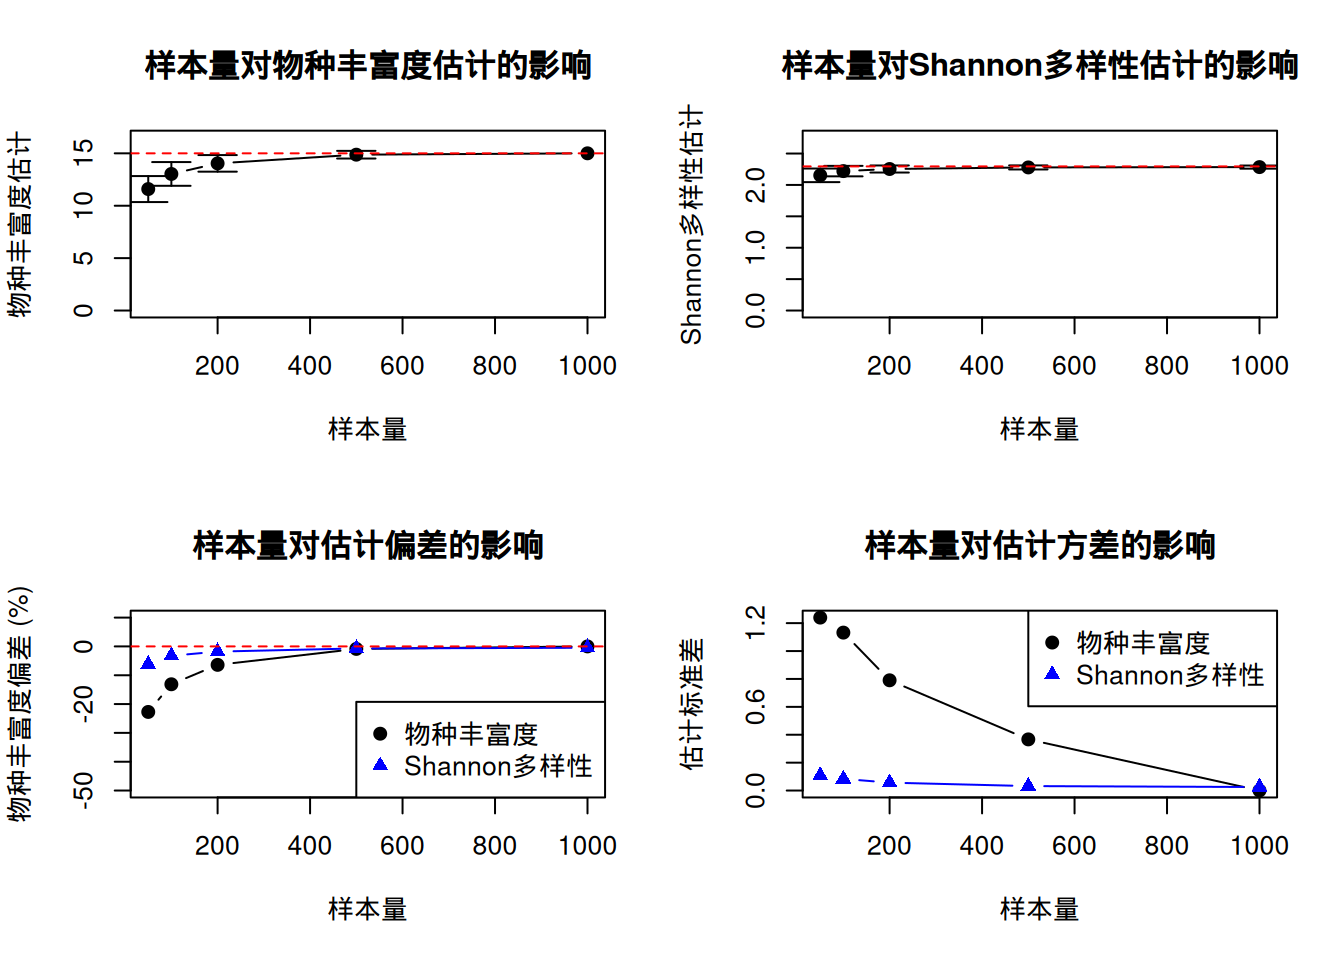 样本量对物种丰富度估计的影响
物种丰富度估计
15
10
5
0
200 400 600 800 1000
样本量
样本量对Shannon多样性估计的影响
Shannon多样性估计
2.0
1.0
0.0
200 400 600 800 1000
样本量
样本量对估计偏差的影响
物种丰富度偏差 (%)
0
-20
-50
物种丰富度
Shannon多样性
200 400 600 800 1000
样本量
样本量对估计方差的影响
估计标准差
1.2
0.6
0.0
物种丰富度
Shannon多样性
200 400 600 800 1000
样本量